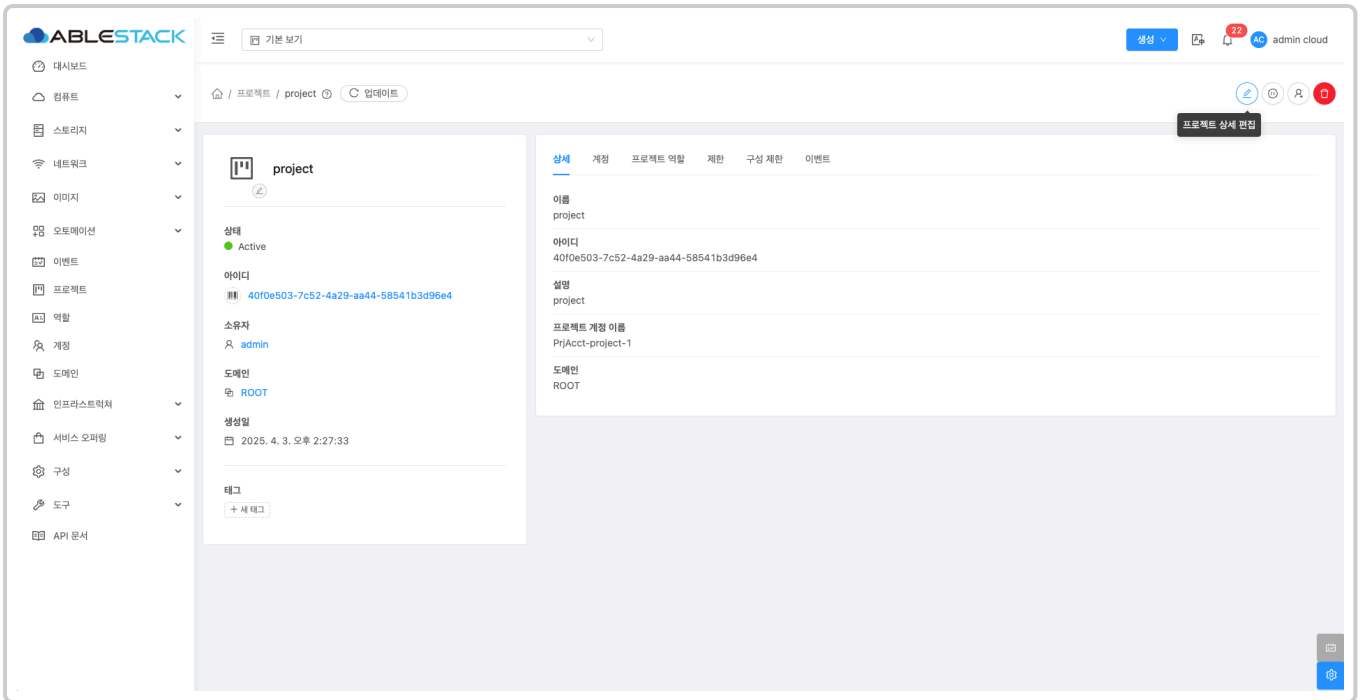 ABLESTACK
기본 보기
생성
22
AC
admin cloud
대시보드
컴퓨트
스토리지
네트워크
이미지
오토메이션
이벤트
프로젝트
역할
계정
도메인
인프라스트럭쳐
서비스 오퍼링
구성
도구
API 문서
/ 프로젝트 / project
업데이트
프로젝트 상세 편집
project
상태
Active
아이디
40f0e503-7c52-4a29-aa44-58541b3d96e4
소유자
admin
도메인
ROOT
생성일
2025. 4. 3. 오후 2:27:33
태그
+ 새 태그
상세 계정 프로젝트 역할 제한 구성 제한 이벤트
이름
project
아이디
40f0e503-7c52-4a29-aa44-58541b3d96e4
설명
project
프로젝트 계정 이름
PrjAcct-project-1
도메인
ROOT